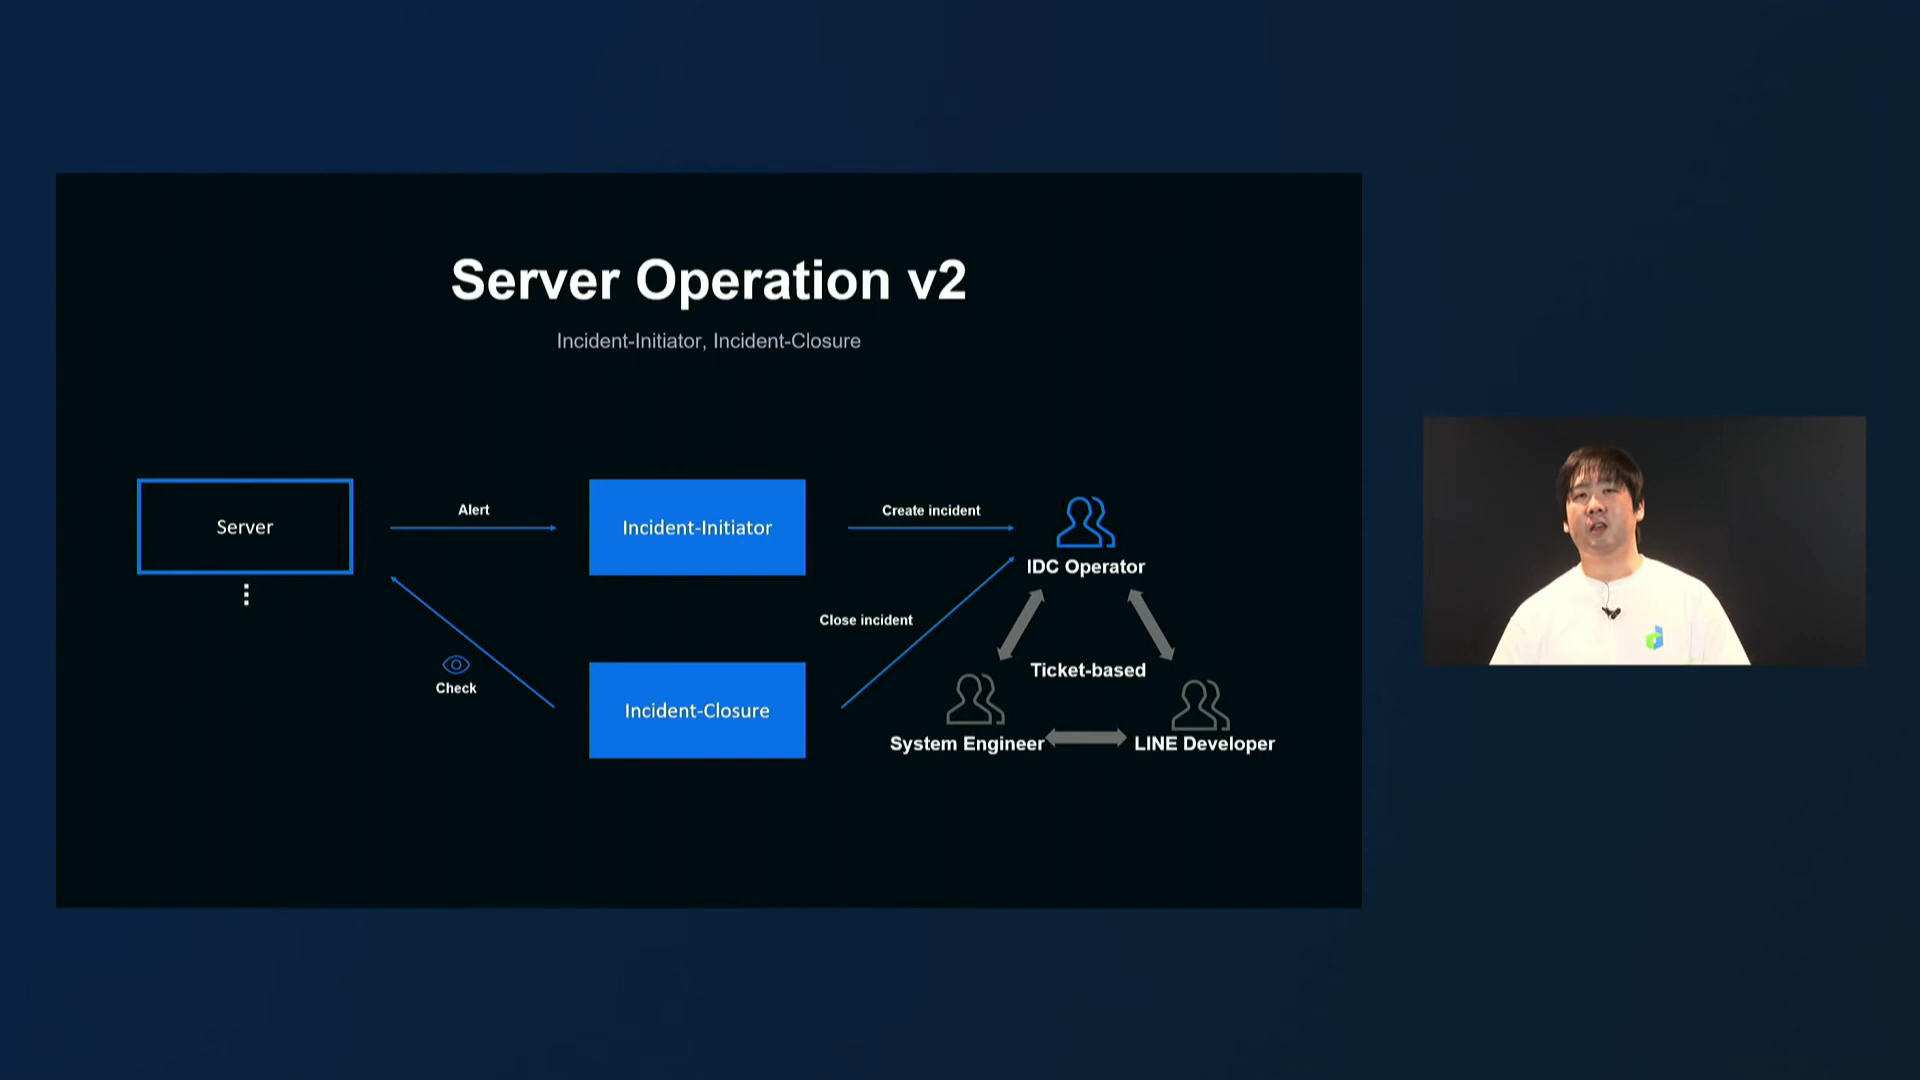 Server Operation v2
Incident-Initiator, Incident-Closure
Server
Alert
Incident-Initiator
Create incident
IDC Operator
Close incident
Check
Incident-Closure
Ticket-based
System Engineer
LINE Developer